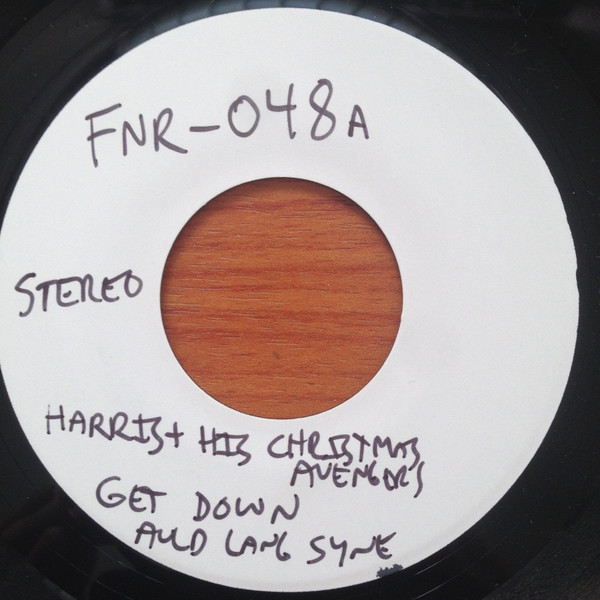 FNR-048A
STEREO
HARRIS + HIS CHRISTMAS
AVENGERS
GET DOWN
AULD LANG SYNE